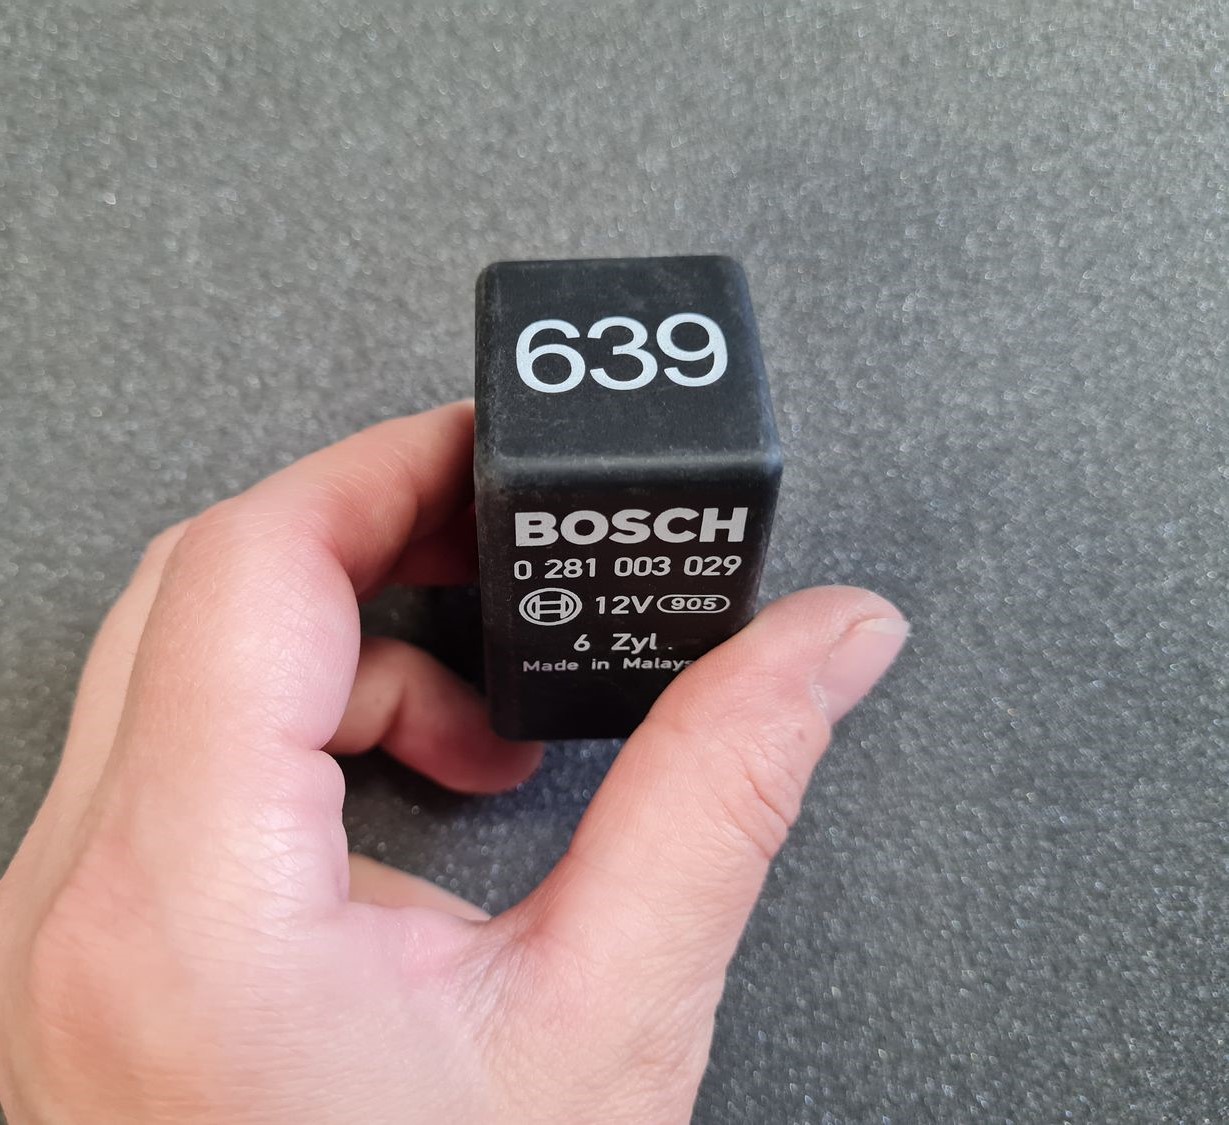 639
BOSCH
0 281 003 029
12V 905
6 Zyl.
Made in